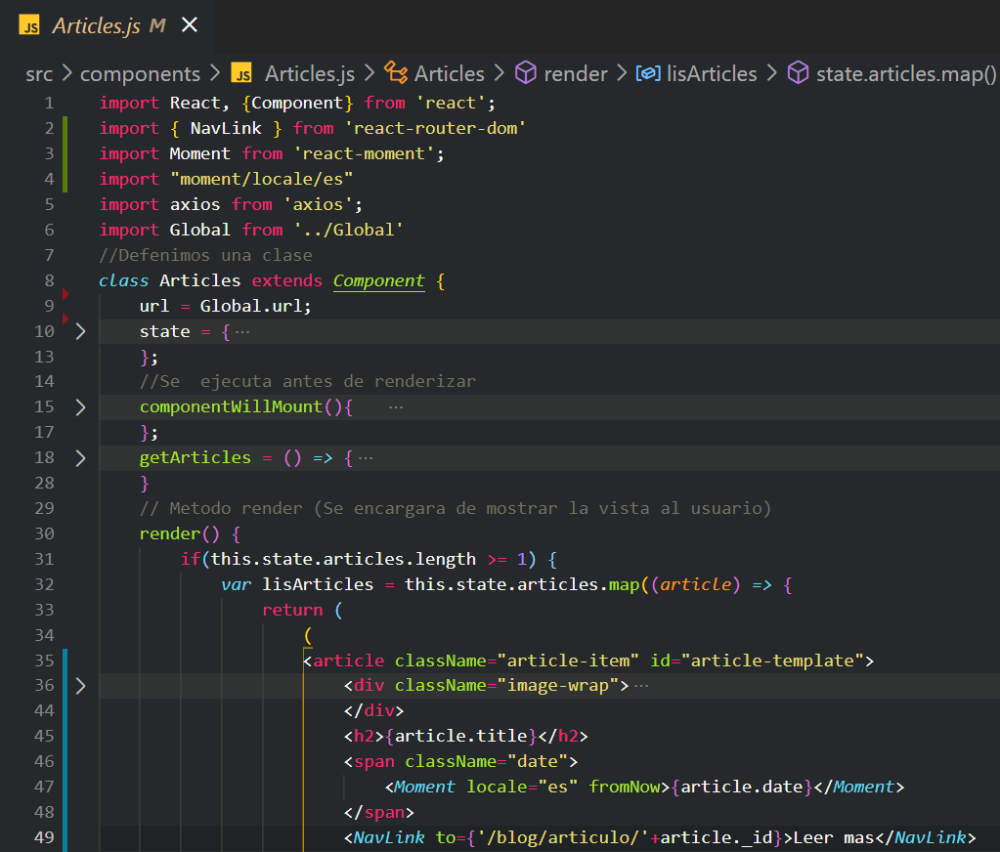 JS Articles.js M ×
src > components > JS Articles.js > Articles > render > lisArticles > state.articles.map()
1 import React, {Component} from 'react';
2 import { NavLink } from 'react-router-dom'
3 import Moment from 'react-moment';
4 import "moment/locale/es"
5 import axios from 'axios';
6 import Global from '../Global'
7 //Defenimos una clase
8 class Articles extends Component {
9     url = Global.url;
10 >     state = { ···
13     };
14     //Se  ejecuta antes de renderizar
15 >     componentWillMount(){    ···
17     };
18 >     getArticles = () => { ···
28     }
29     // Metodo render (Se encargara de mostrar la vista al usuario)
30     render() {
31         if(this.state.articles.length >= 1) {
32             var lisArticles = this.state.articles.map((article) => {
33                 return (
34                     (
35                     <article className="article-item" id="article-template">
36 >                         <div className="image-wrap"> ···
44                         </div>
45                         <h2>{article.title}</h2>
46                         <span className="date">
47                             <Moment locale="es" fromNow>{article.date}</Moment>
48                         </span>
49                         <NavLink to={'/blog/articulo/'+article._id}>Leer mas</NavLink>